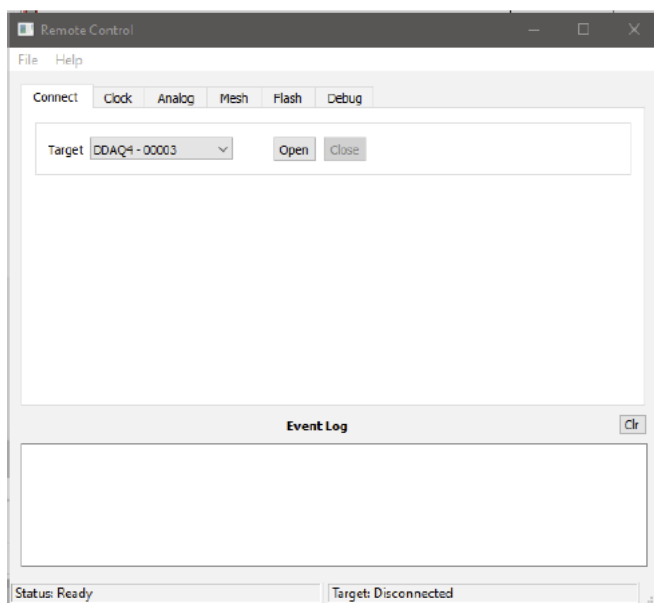 Remote Control
File Help
Connect Clock Analog Mesh Flash Debug
Target DDAQ4 - 00003 Open Close
Event Log Clr
Status: Ready Target: Disconnected